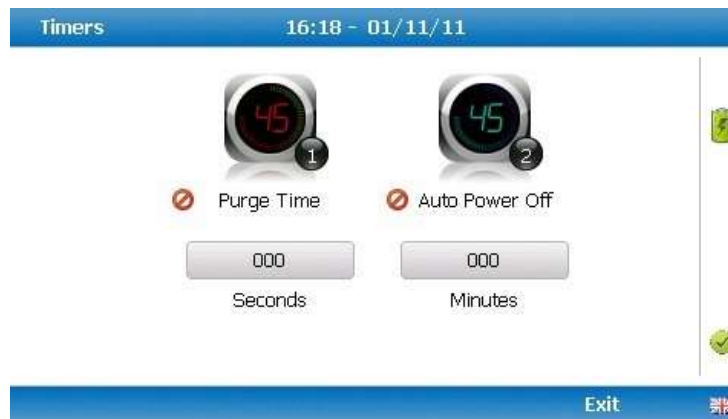 Timers 16:18 - 01/11/11
45 45
1 2
Purge Time Auto Power Off
000 000
Seconds Minutes
Exit